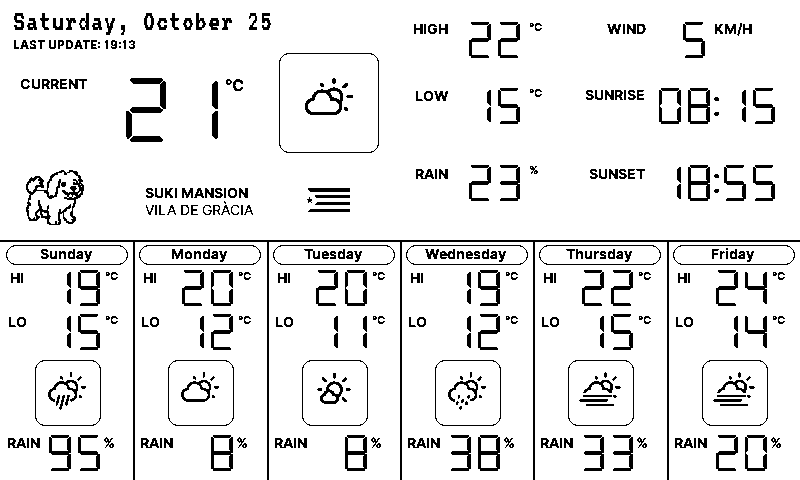 Saturday, October 25
LAST UPDATE: 19:13
CURRENT 21 °C
SUKI MANSION
VILA DE GRÀCIA
HIGH 22 °C
LOW 15 °C
RAIN 23 %
WIND 5 KM/H
SUNRISE 08:15
SUNSET 18:55
Sunday
HI 19 °C
LO 15 °C
RAIN 95 %
Monday
HI 20 °C
LO 12 °C
RAIN 8 %
Tuesday
HI 20 °C
LO 11 °C
RAIN 8 %
Wednesday
HI 19 °C
LO 12 °C
RAIN 38 %
Thursday
HI 22 °C
LO 15 °C
RAIN 33 %
Friday
HI 24 °C
LO 14 °C
RAIN 20 %